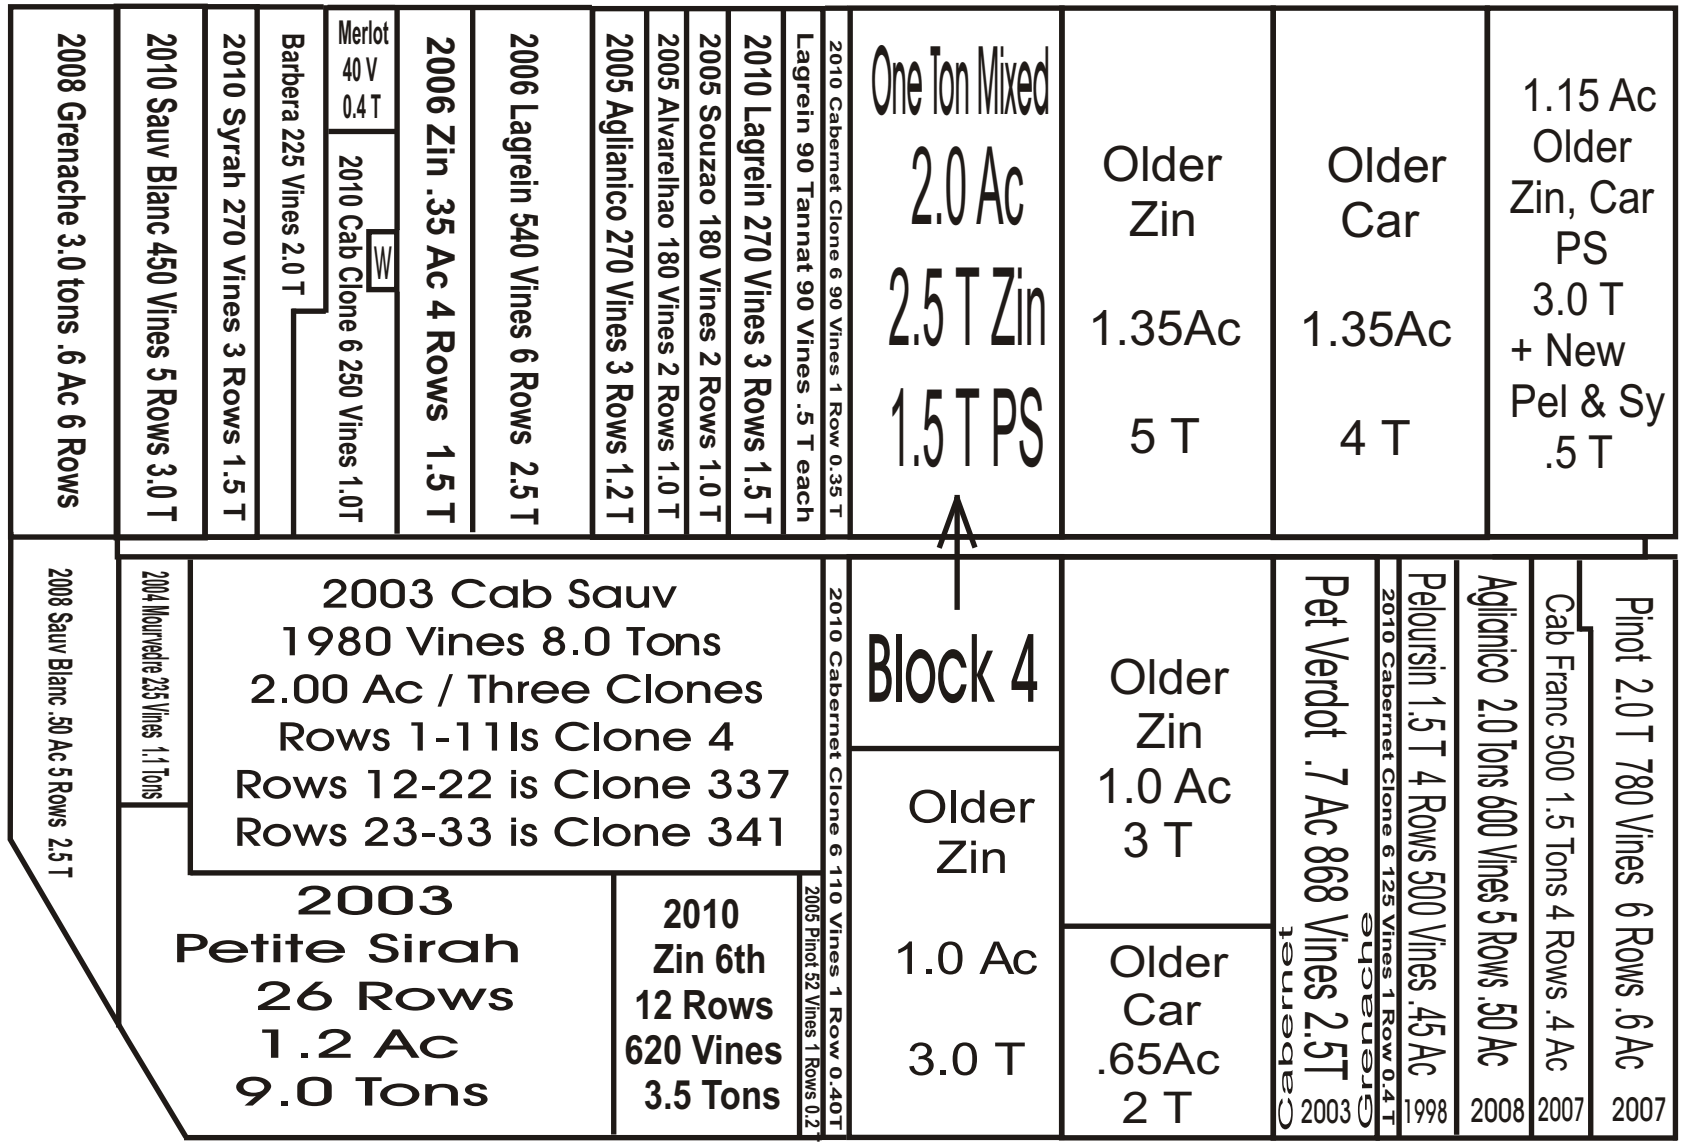 2008 Grenache 3.0 tons .6 Ac 6 Rows
2010 Sauv Blanc 450 Vines 5 Rows 3.0 T
2010 Syrah 270 Vines 3 Rows 1.5 T
Barbera 225 Vines 2.0 T
Merlot
40 V
0.4 T
2010 Cab Clone 6 250 Vines 1.0T
W
2006 Zin .35 Ac 4 Rows 1.5 T
2006 Lagrein 540 Vines 6 Rows 2.5 T
2005 Aglianico 270 Vines 3 Rows 1.2 T
2005 Alvarelhao 180 Vines 2 Rows 1.0 T
2005 Souzao 180 Vines 2 Rows 1.0 T
2010 Lagrein 270 Vines 3 Rows 1.5 T
Lagrein 90 Tannat 90 Vines .5 T each
2010 Cabernet Clone 6 90 Vines 1 Row 0.35 T
One Ton Mixed
2.0 Ac
2.5 T Zin
1.5 T PS
Older
Zin
1.35Ac
5 T
Older
Car
1.35Ac
4 T
1.15 Ac
Older
Zin, Car
PS
3.0 T
+ New
Pel & Sy
.5 T
2008 Sauv Blanc .50 Ac 5 Rows 2.5 T
2004 Mourvedre 235 Vines 1.1 Tons
2003 Cab Sauv
1980 Vines 8.0 Tons
2.00 Ac / Three Clones
Rows 1-11Is Clone 4
Rows 12-22 is Clone 337
Rows 23-33 is Clone 341
2003
Petite Sirah
26 Rows
1.2 Ac
9.0 Tons
2010
Zin 6th
12 Rows
620 Vines
3.5 Tons
2005 Pinot 52 Vines 1 Rows 0.2 T
2010 Cabernet Clone 6 110 Vines 1 Row 0.40T
Block 4
Older
Zin
1.0 Ac
3.0 T
Older
Zin
1.0 Ac
3 T
Older
Car
.65Ac
2 T
Cabernet
Pet Verdot .7 Ac 868 Vines 2.5T
2003
Grenache
2010 Cabernet Clone 6 125 Vines 1 Row 0.4 T
Peloursin 1.5 T 4 Rows 500 Vines .45 Ac
1998
Aglianico 2.0 Tons 600 Vines 5 Rows .50 Ac
2008
Cab Franc 500 1.5 Tons 4 Rows .4 Ac
2007
Pinot 2.0 T 780 Vines 6 Rows .6 Ac
2007